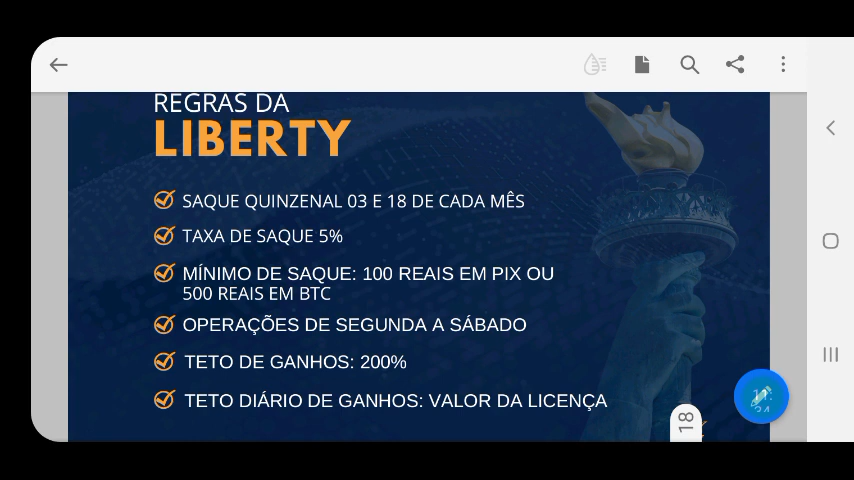 REGRAS DA
LIBERTY
SAQUE QUINZENAL 03 E 18 DE CADA MÊS
TAXA DE SAQUE 5%
MÍNIMO DE SAQUE: 100 REAIS EM PIX OU
500 REAIS EM BTC
OPERAÇÕES DE SEGUNDA A SÁBADO
TETO DE GANHOS: 200%
TETO DIÁRIO DE GANHOS: VALOR DA LICENÇA
18